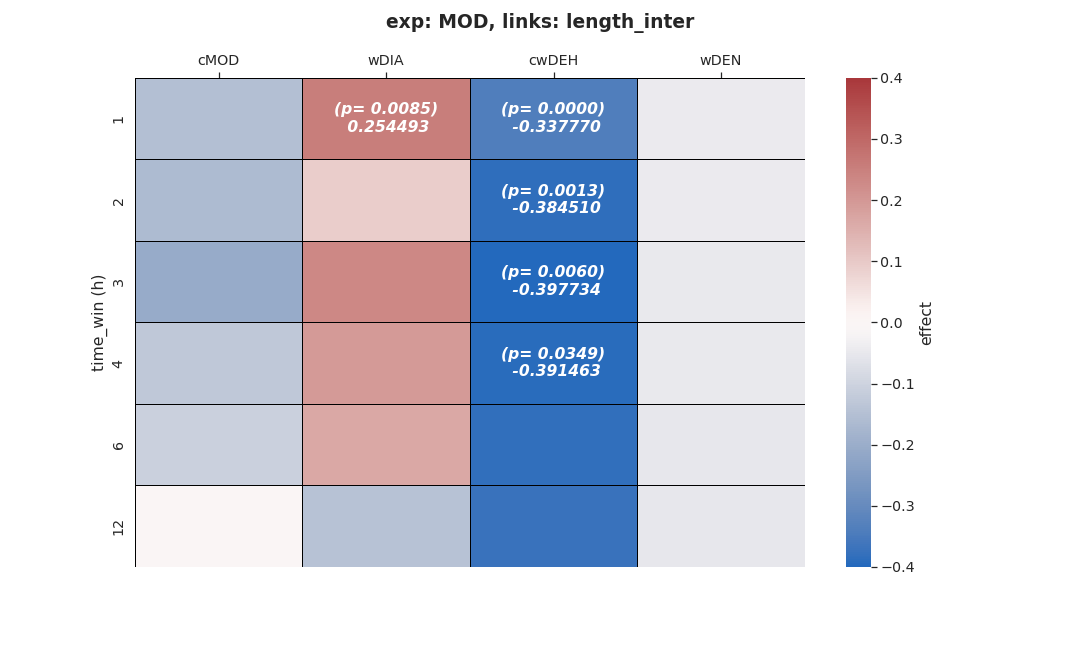 exp: MOD, links: length_inter
cMOD wDIA cwDEH wDEN
1 (p= 0.0085) (p= 0.0000)
0.254493 -0.337770
2 (p= 0.0013)
-0.384510
3 (p= 0.0060)
-0.397734
4 (p= 0.0349)
-0.391463
6
12
time_win (h)
0.4
0.3
0.2
0.1
0.0
−0.1
−0.2
−0.3
−0.4
effect